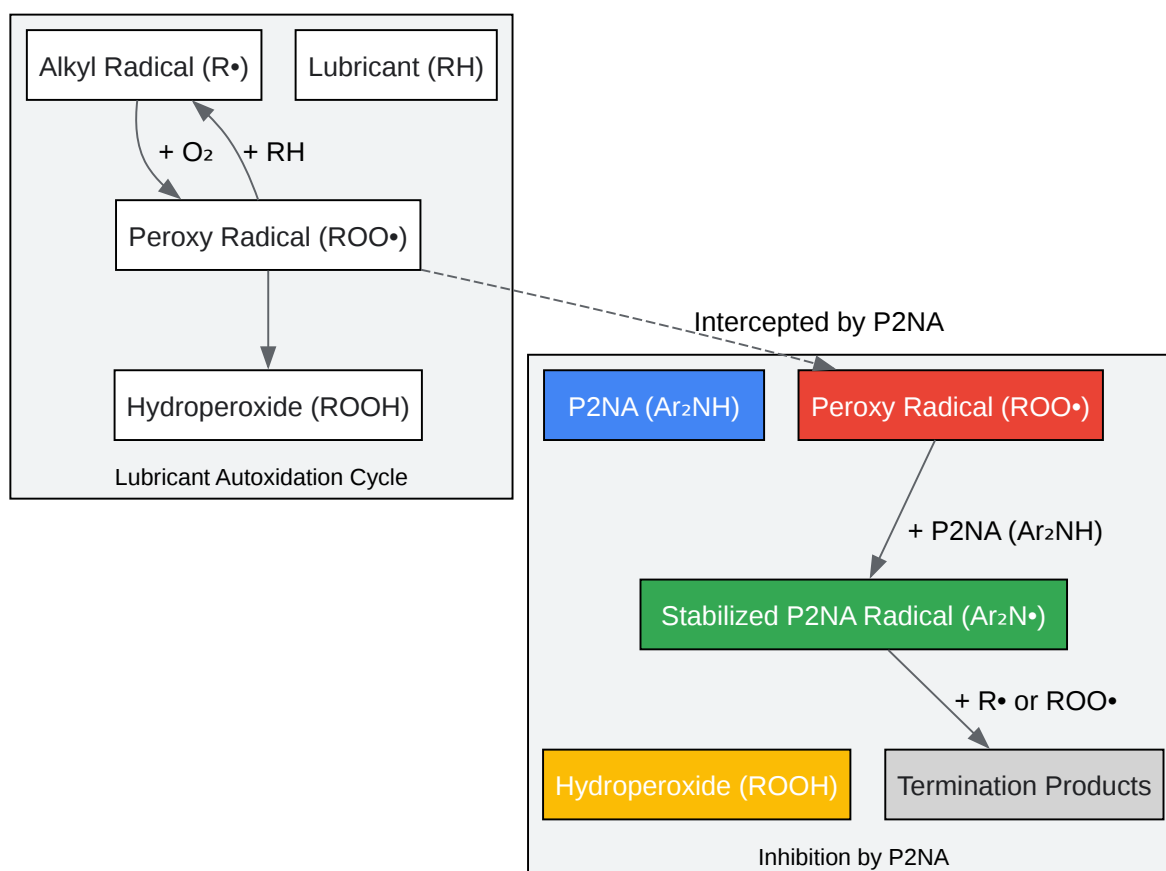 Alkyl Radical (R•)
Lubricant (RH)
+ O₂
+ RH
Peroxy Radical (ROO•)
Hydroperoxide (ROOH)
Lubricant Autoxidation Cycle
Intercepted by P2NA
P2NA (Ar₂NH)
Peroxy Radical (ROO•)
+ P2NA (Ar₂NH)
Stabilized P2NA Radical (Ar₂N•)
+ R• or ROO•
Hydroperoxide (ROOH)
Termination Products
Inhibition by P2NA